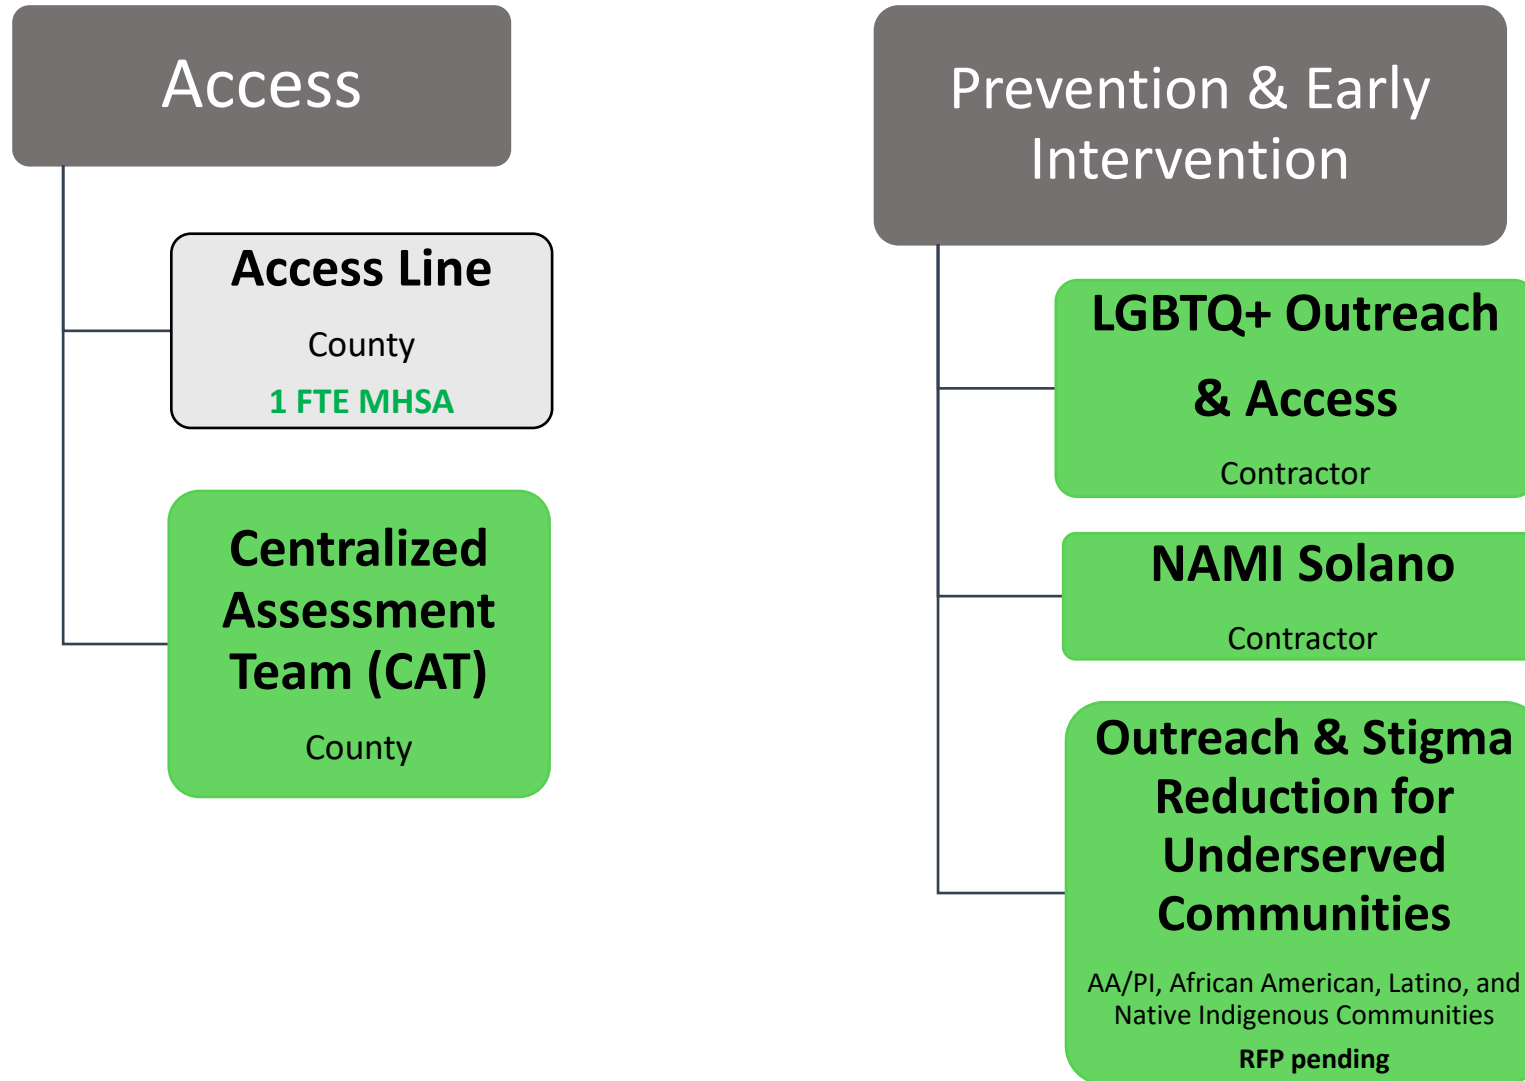 Access
Access Line
County
1 FTE MHSA
Centralized
Assessment
Team (CAT)
County
Prevention & Early
Intervention
LGBTQ+ Outreach
& Access
Contractor
NAMI Solano
Contractor
Outreach & Stigma
Reduction for
Underserved
Communities
AA/PI, African American, Latino, and
Native Indigenous Communities
RFP pending